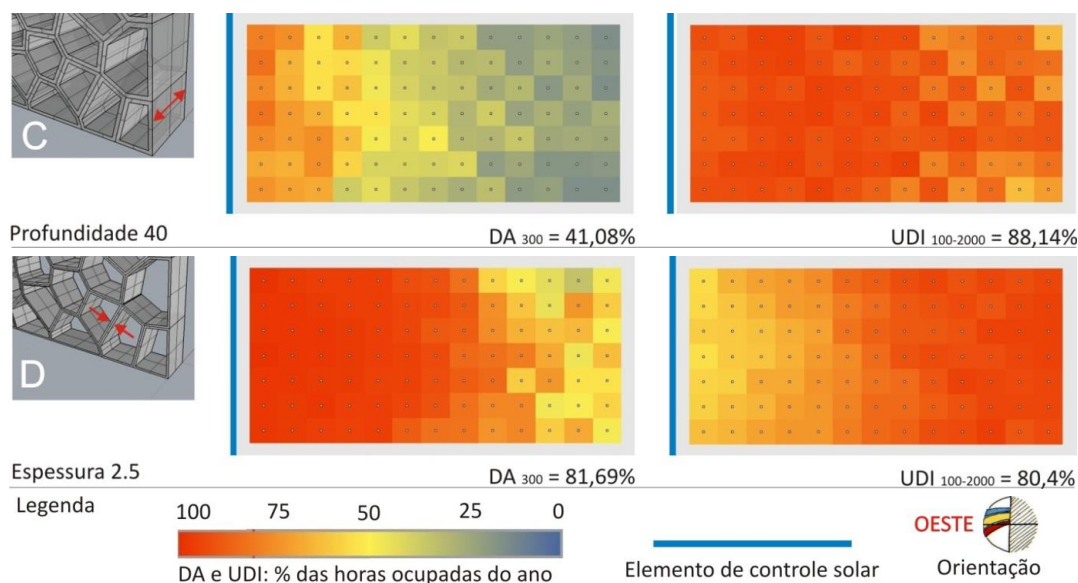 C
Profundidade 40
DA 300 = 41,08%
UDI 100-2000 = 88,14%
D
Espessura 2.5
DA 300 = 81,69%
UDI 100-2000 = 80,4%
Legenda
100 75 50 25 0
DA e UDI: % das horas ocupadas do ano
Elemento de controle solar
OESTE
Orientação